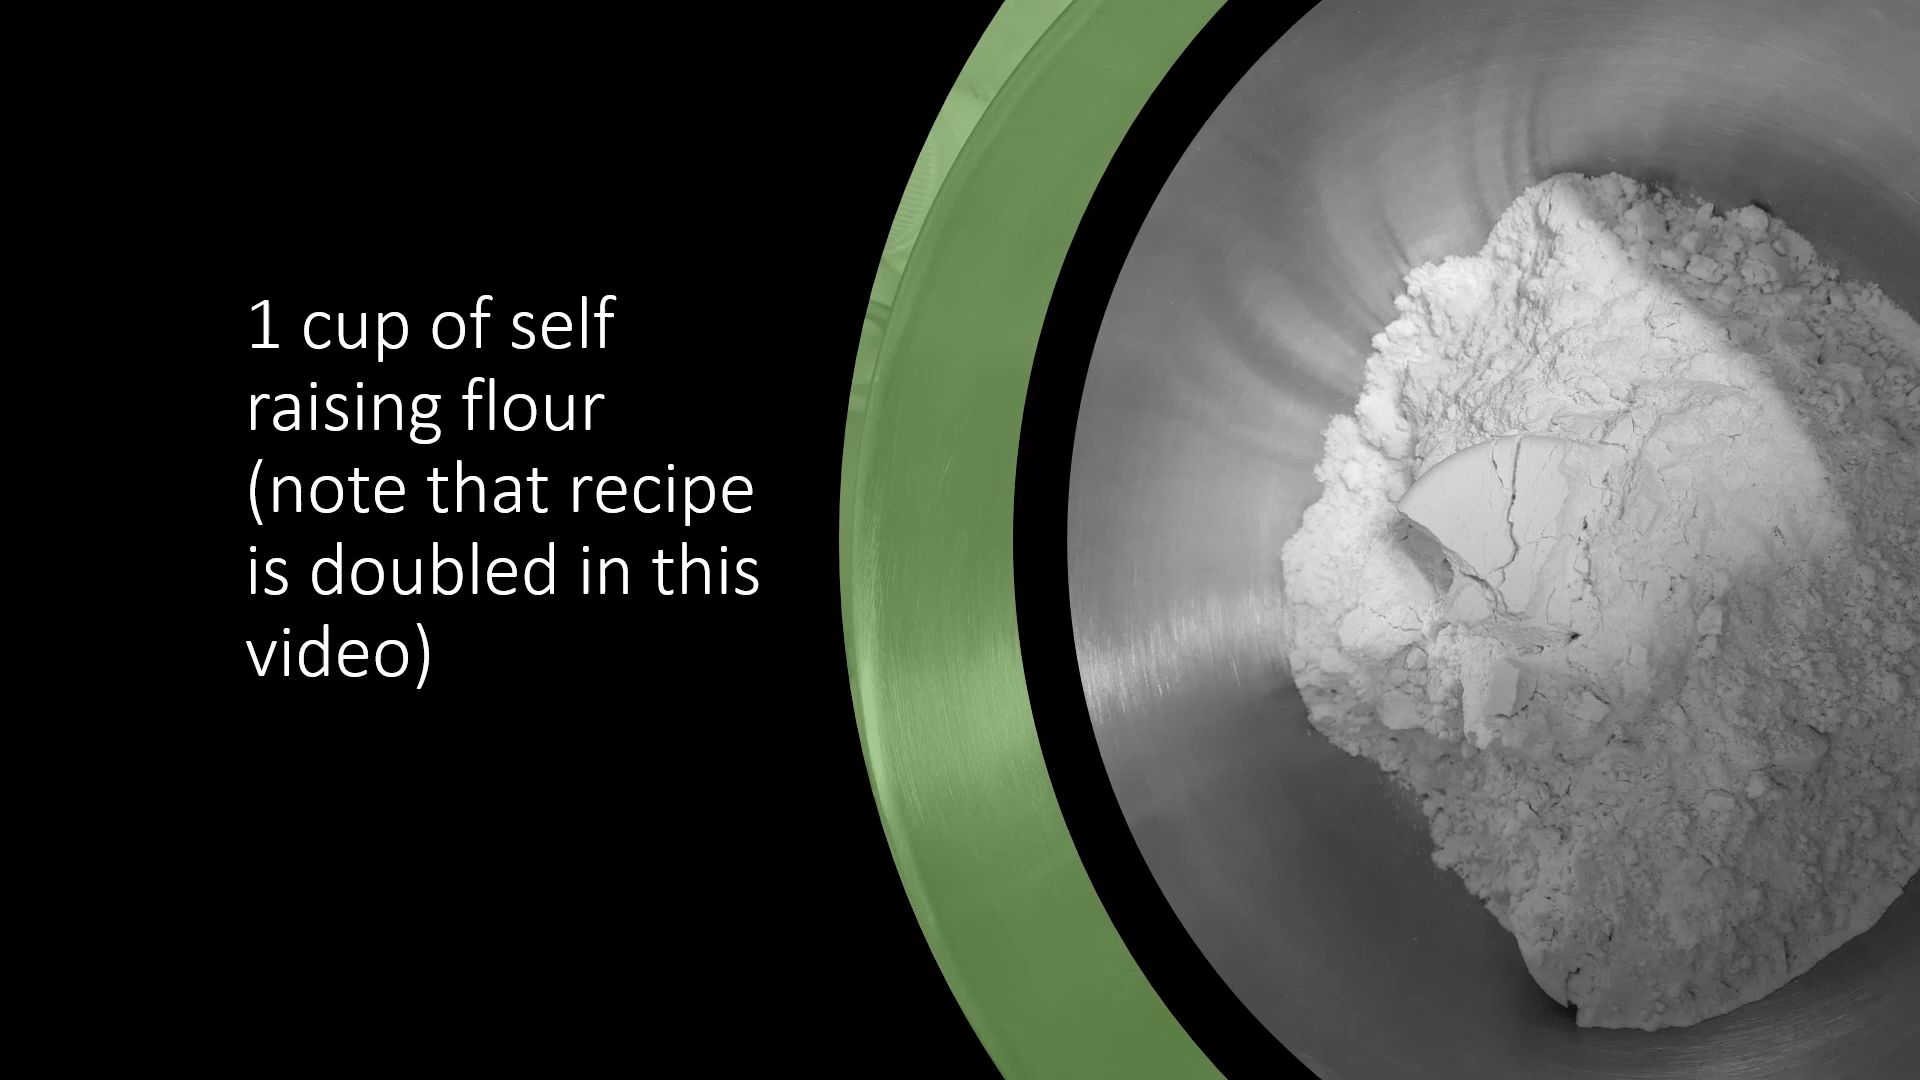 1 cup of self
raising flour
(note that recipe
is doubled in this
video)